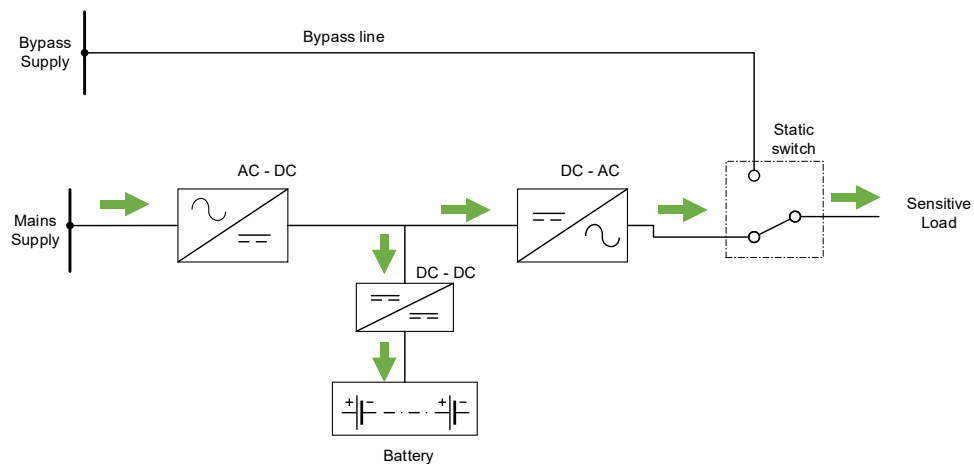 Bypass
Supply
Bypass line
Static
switch
AC - DC
DC - AC
Mains
Supply
Sensitive
Load
DC - DC
+ - + -
Battery